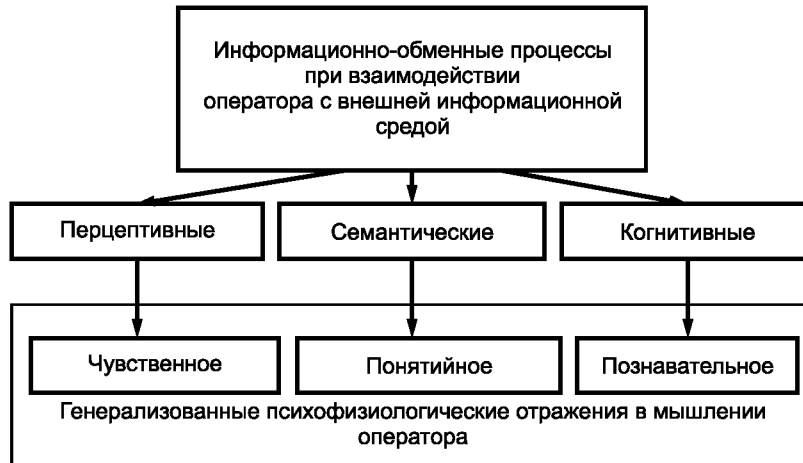 Информационно-обменные процессы
при взаимодействии
оператора с внешней информационной
средой
Перцептивные
Семантические
Когнитивные
Чувственное
Понятийное
Познавательное
Генерализованные психофизиологические отражения в мышлении
оператора